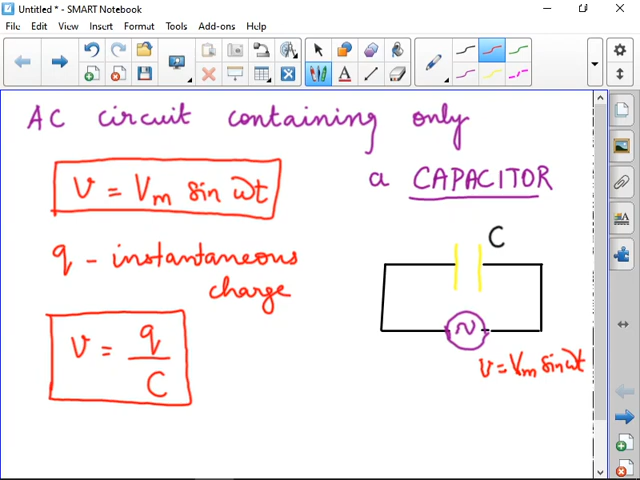 Untitled * - SMART Notebook
File Edit View Insert Format Tools Add-ons Help
AC circuit containing only
a CAPACITOR
v = Vm sin ωt
q - instantaneous
charge
v = q
C
C
v = Vm sin ωt